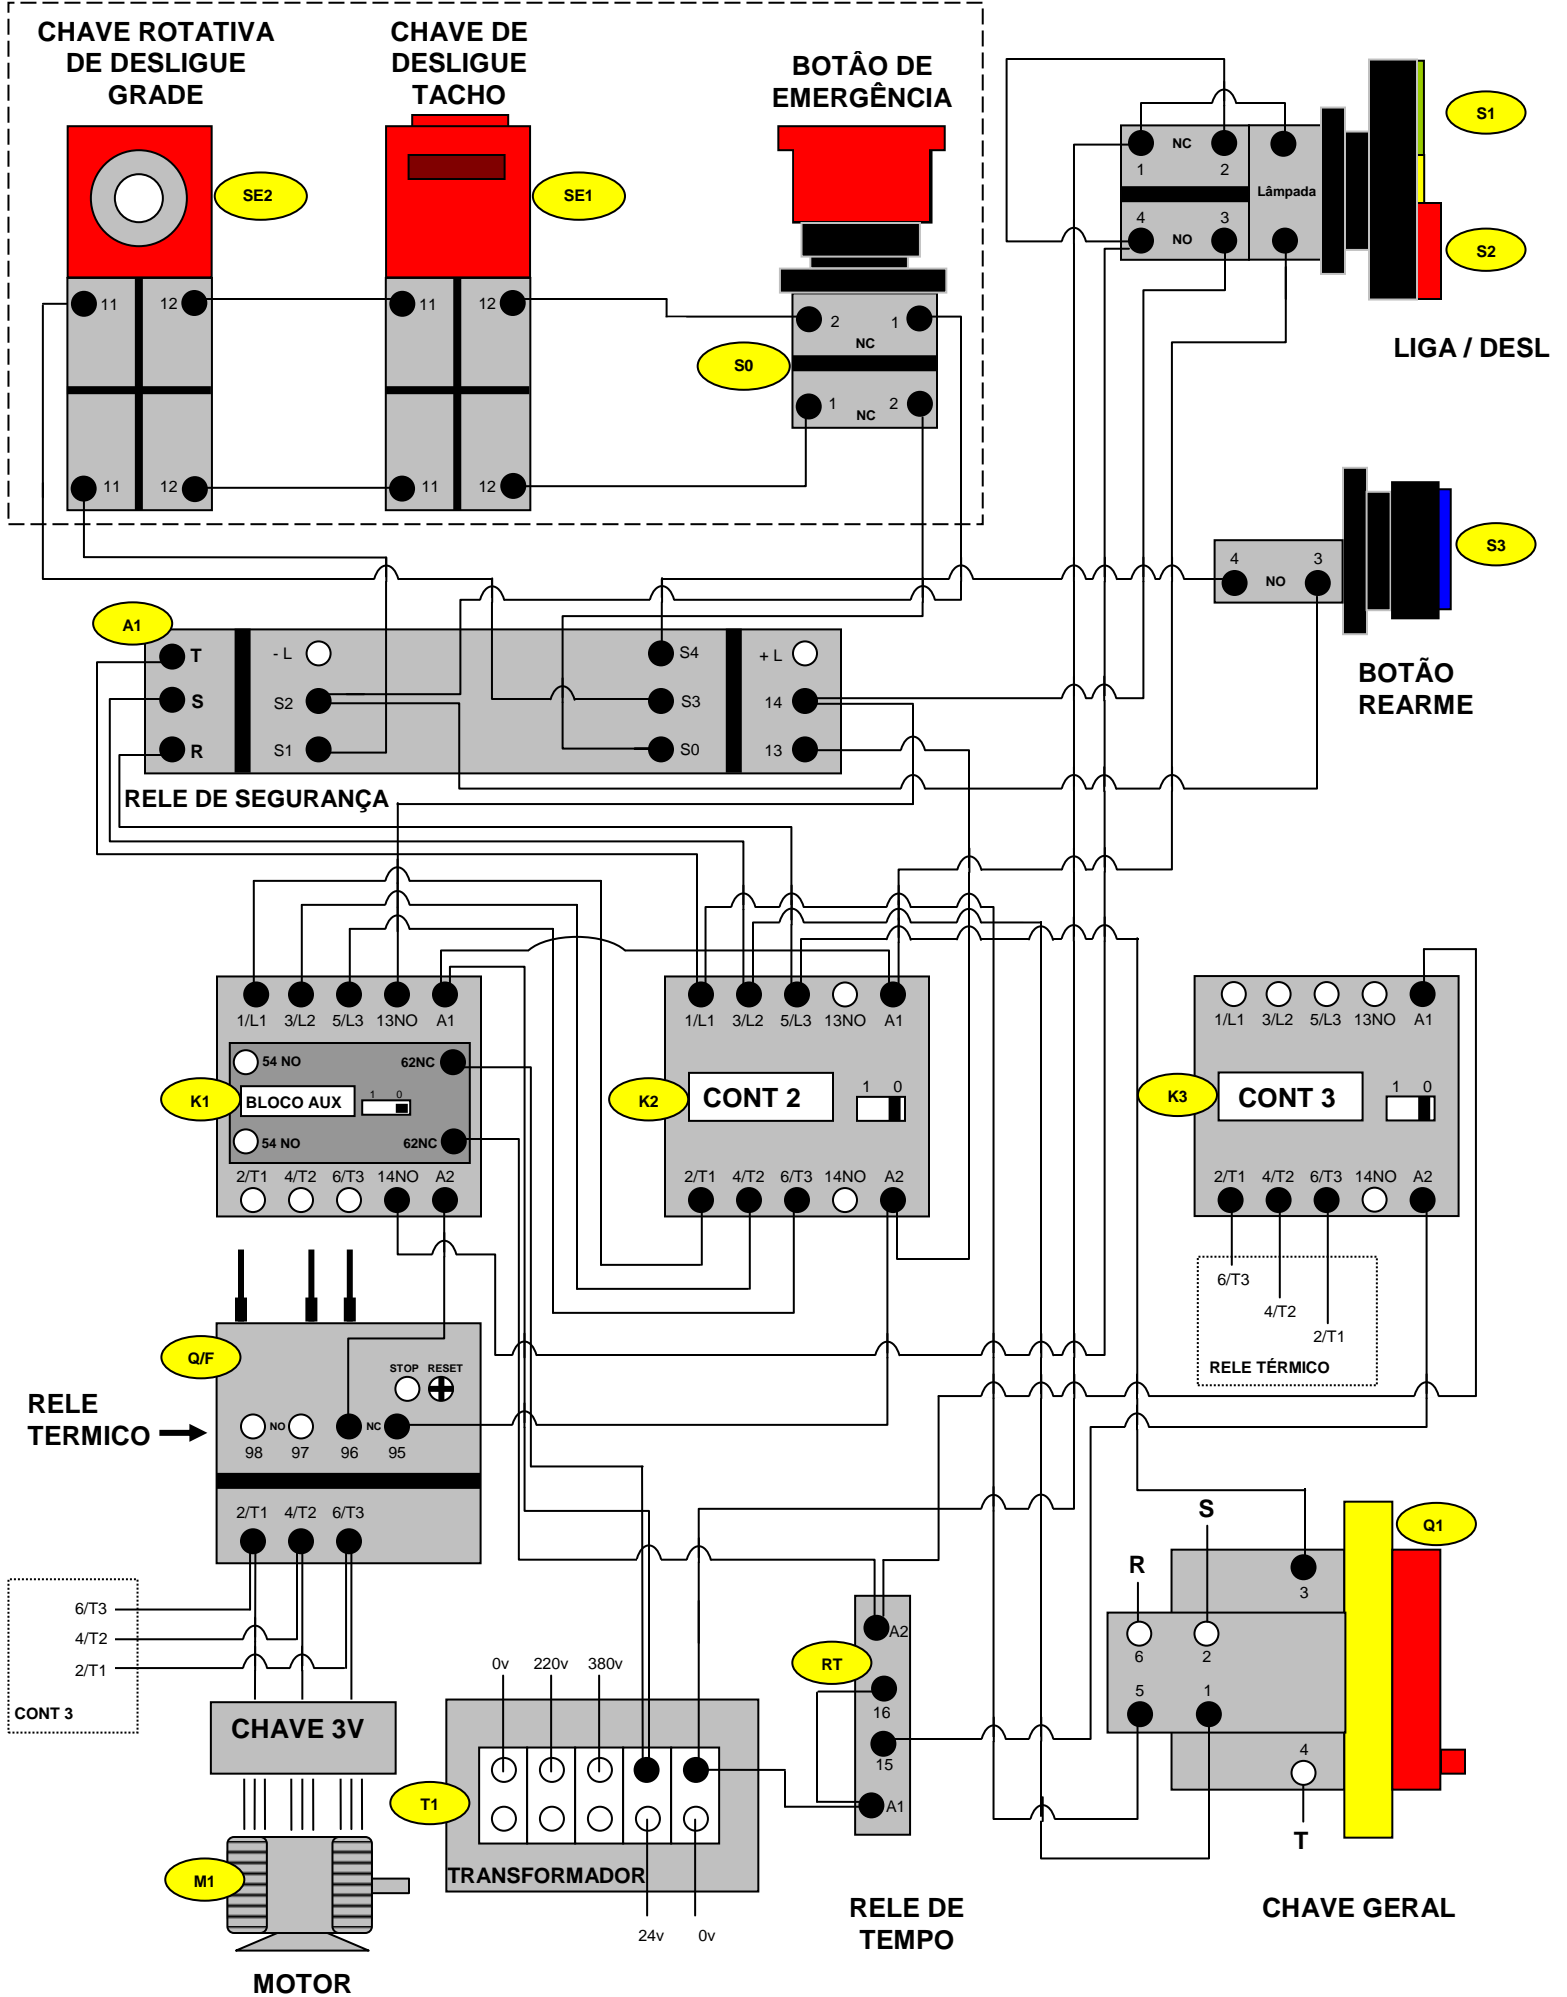 CHAVE ROTATIVA
DE DESLIGUE
GRADE
CHAVE DE
DESLIGUE
TACHO
BOTÂO DE
EMERGÊNCIA
SE2
SE1
S0
11
12
11
12
11
12
11
12
2
1
NC
1
2
NC
S1
S2
1
NC
2
4
3
NO
Lâmpada
LIGA / DESL
S3
4
NO
3
BOTÃO
REARME
A1
T
S
R
- L
S2
S1
S4
S3
S0
+ L
14
13
RELE DE SEGURANÇA
1/L1 3/L2 5/L3 13NO A1
54 NO
62NC
K1
BLOCO AUX
1 0
54 NO
62NC
2/T1 4/T2 6/T3 14NO A2
1/L1 3/L2 5/L3 13NO A1
K2
CONT 2
1 0
2/T1 4/T2 6/T3 14NO A2
1/L1 3/L2 5/L3 13NO A1
K3
CONT 3
1 0
2/T1 4/T2 6/T3 14NO A2
6/T3
4/T2
2/T1
RELE TÉRMICO
Q/F
RELE
TERMICO
STOP RESET
NO
NC
98 97 96 95
2/T1 4/T2 6/T3
6/T3
4/T2
2/T1
CONT 3
CHAVE 3V
M1
MOTOR
0v 220v 380v
T1
TRANSFORMADOR
24v 0v
RT
A2
16
15
A1
RELE DE
TEMPO
S
R
Q1
3
6
2
5
1
4
T
CHAVE GERAL